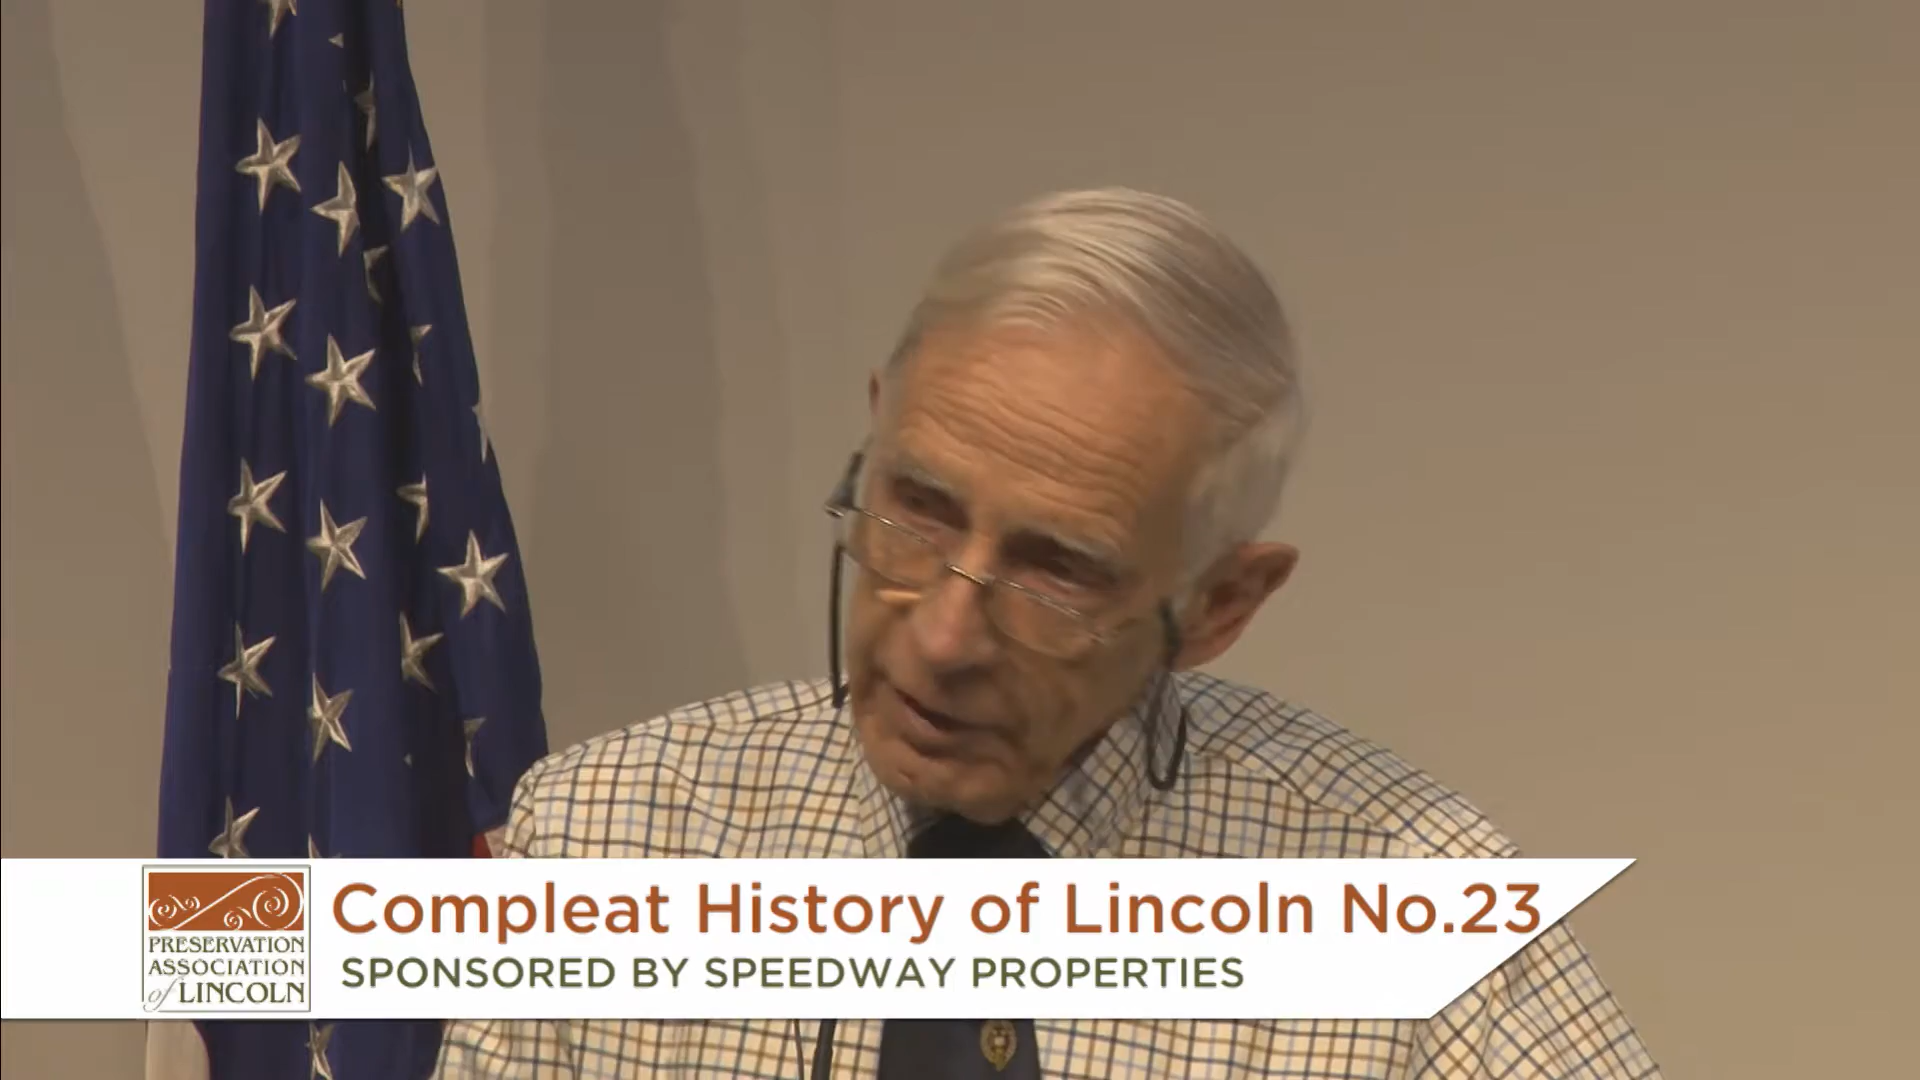 Compleat History of Lincoln No.23
SPONSORED BY SPEEDWAY PROPERTIES
PRESERVATION
ASSOCIATION
of LINCOLN